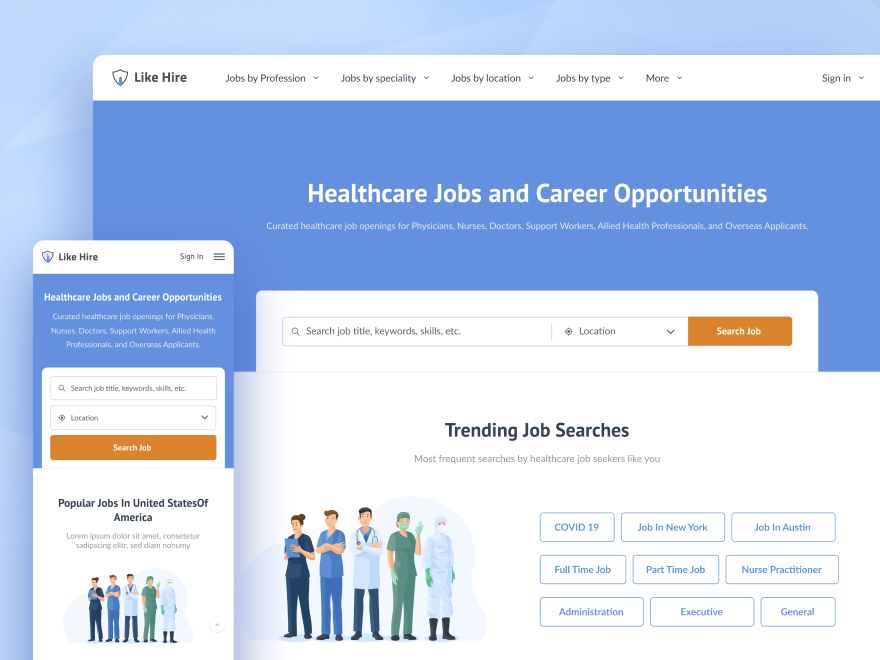 Like Hire
Jobs by Profession
Jobs by speciality
Jobs by location
Jobs by type
More
Sign in
Healthcare Jobs and Career Opportunities
Curated healthcare job openings for Physicians, Nurses, Doctors, Support Workers, Allied Health Professionals, and Overseas Applicants.
Search job title, keywords, skills, etc.
Location
Search Job
Trending Job Searches
Most frequent searches by healthcare job seekers like you
COVID 19
Job In New York
Job In Austin
Full Time Job
Part Time Job
Nurse Practitioner
Administration
Executive
General
Like Hire
Sign In
Healthcare Jobs and Career Opportunities
Curated healthcare job openings for Physicians,
Nurses, Doctors, Support Workers, Allied Health
Professionals, and Overseas Applicants.
Search job title, keywords, skills, etc.
Location
Search Job
Popular Jobs In United StatesOf
America
Lorem ipsum dolor sit amet, consetetur
sadipscing elitr, sed diam nonumy